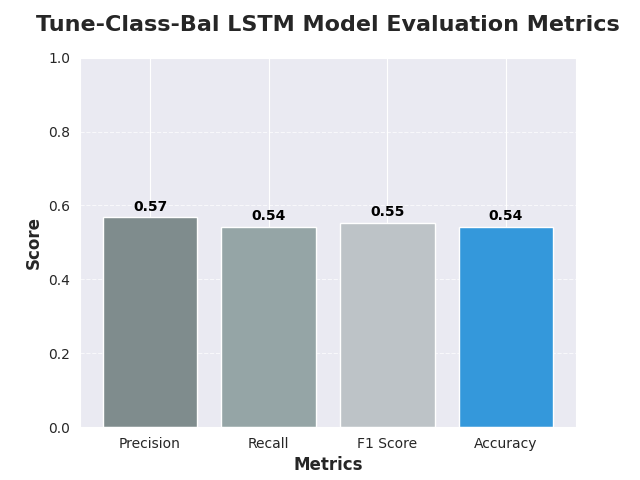 Tune-Class-Bal LSTM Model Evaluation Metrics
1.0
0.8
0.6
0.4
0.2
0.0
Score
0.57
0.54
0.55
0.54
Precision
Recall
F1 Score
Accuracy
Metrics